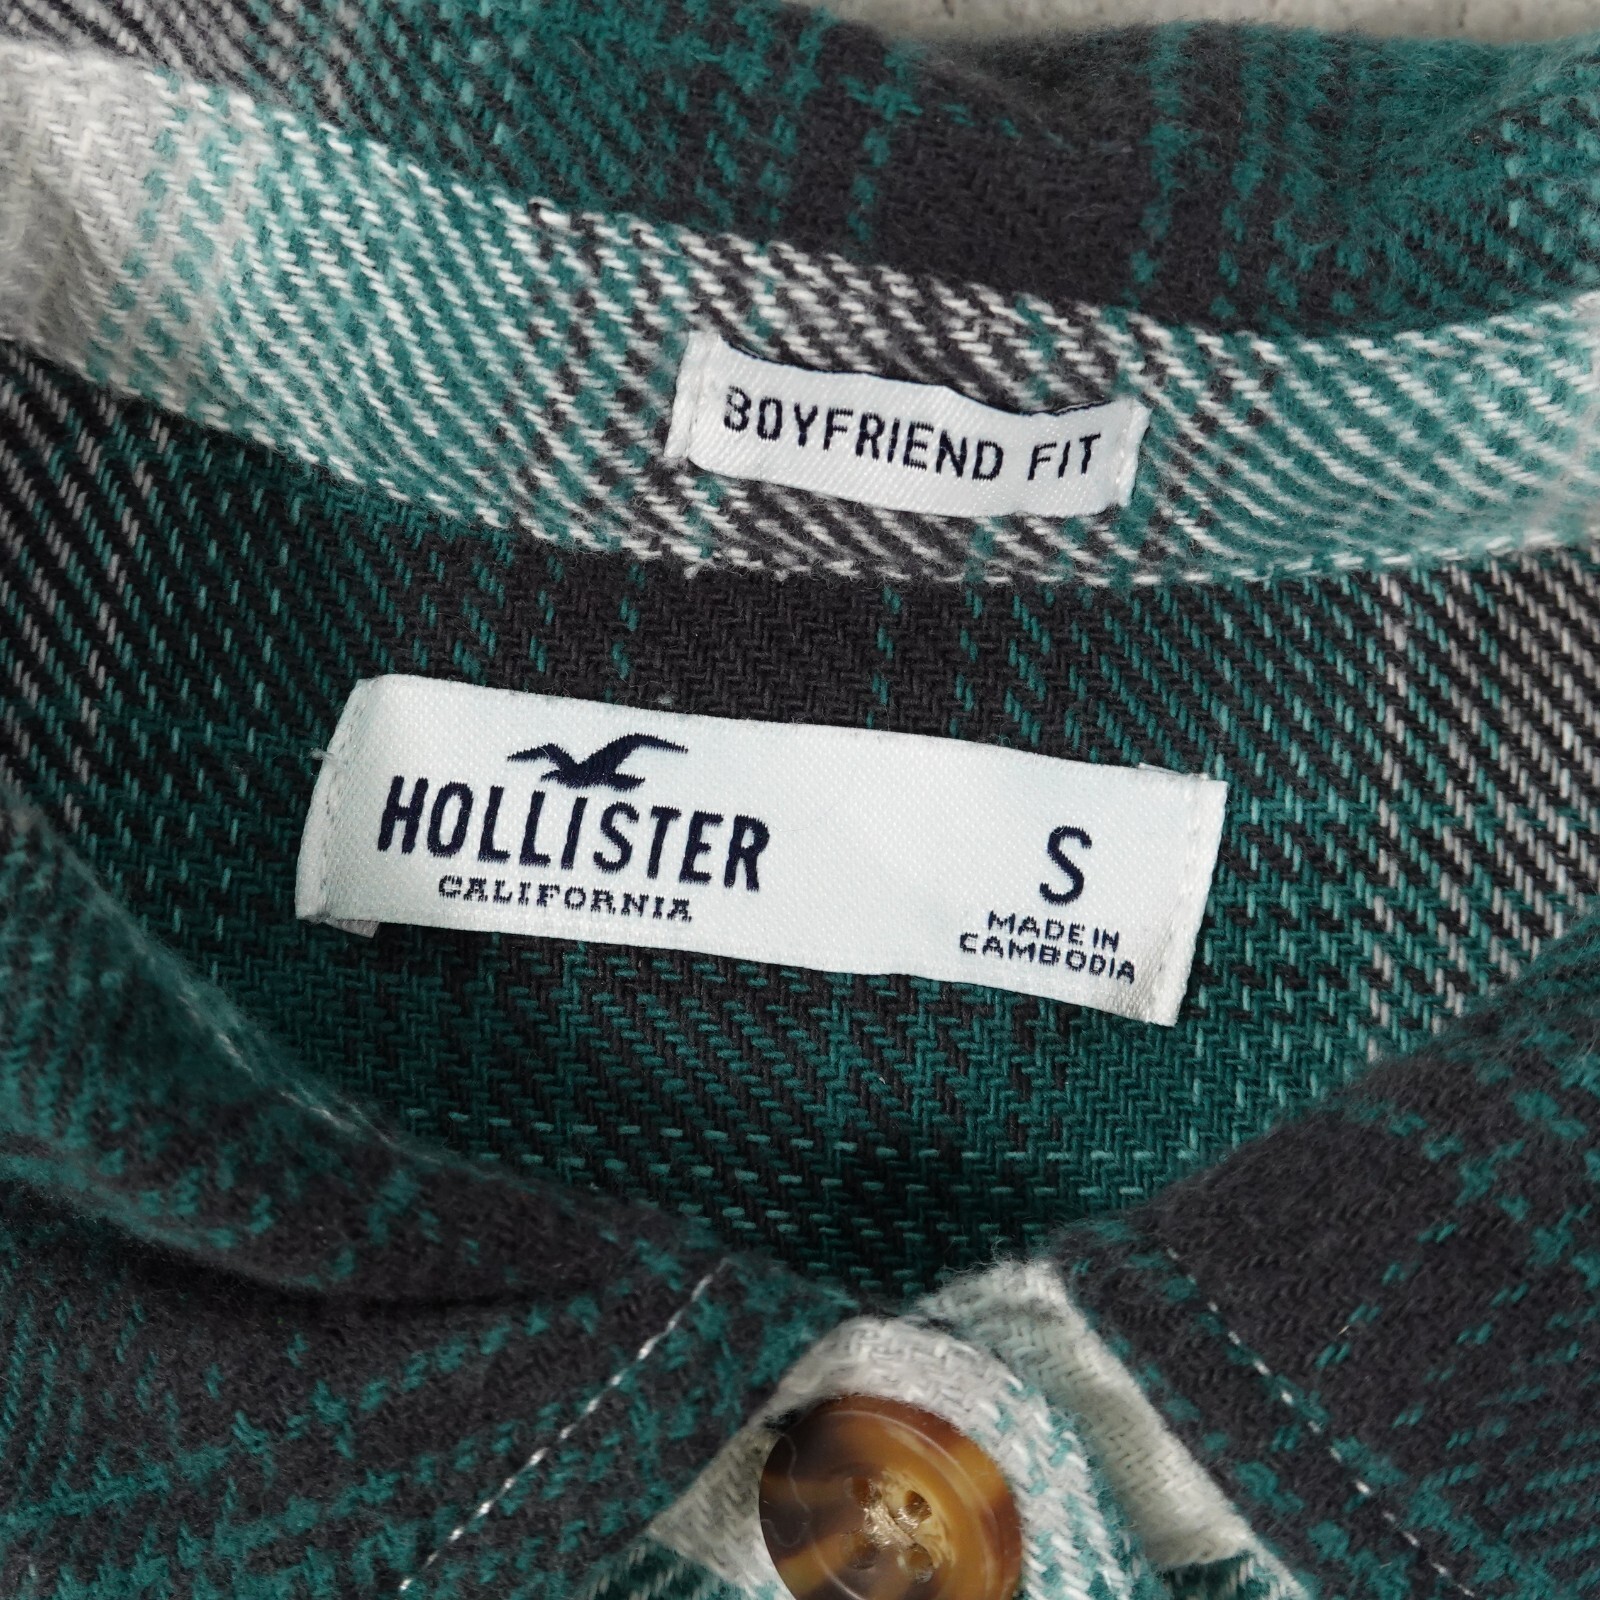 BOYFRIEND FIT
HOLLISTER
CALIFORNIA
S
MADE IN
CAMBODIA